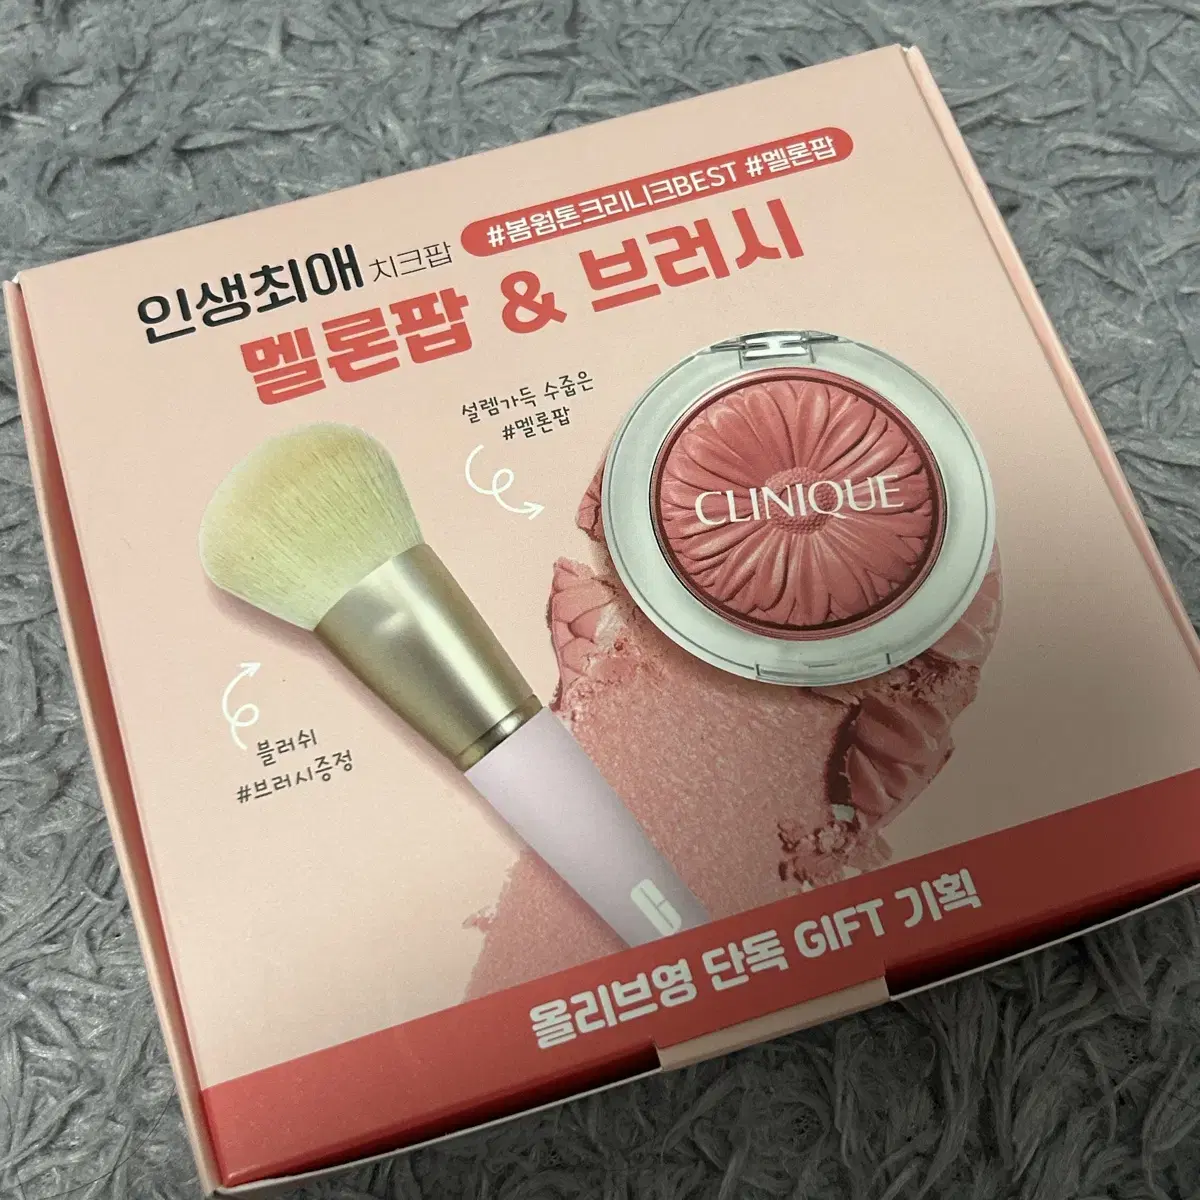 #봄웜톤크리니크BEST #멜론팝
인생최애 치크팝
멜론팝 & 브러시
설렘가득 수줍은
#멜론팝
CLINIQUE
블러쉬
#브러시증정
C
올리브영 단독 GIFT 기획